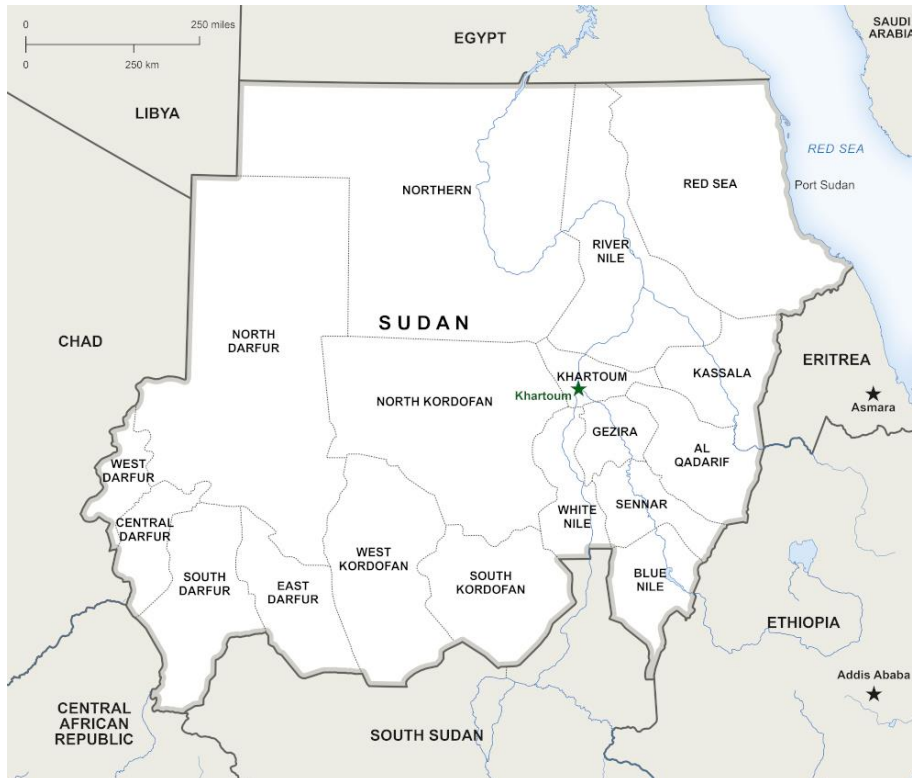 0 250 miles
0 250 km
EGYPT
SAUDI
ARABIA
LIBYA
RED SEA
RED SEA
Port Sudan
NORTHERN
RIVER
NILE
SUDAN
NORTH
DARFUR
CHAD
KHARTOUM
Khartoum
KASSALA
ERITREA
Asmara
NORTH KORDOFAN
GEZIRA
AL
QADARIF
WEST
DARFUR
CENTRAL
DARFUR
WHITE
NILE
SENNAR
WEST
KORDOFAN
SOUTH
DARFUR
EAST
DARFUR
SOUTH
KORDOFAN
BLUE
NILE
ETHIOPIA
Addis Ababa
CENTRAL
AFRICAN
REPUBLIC
SOUTH SUDAN